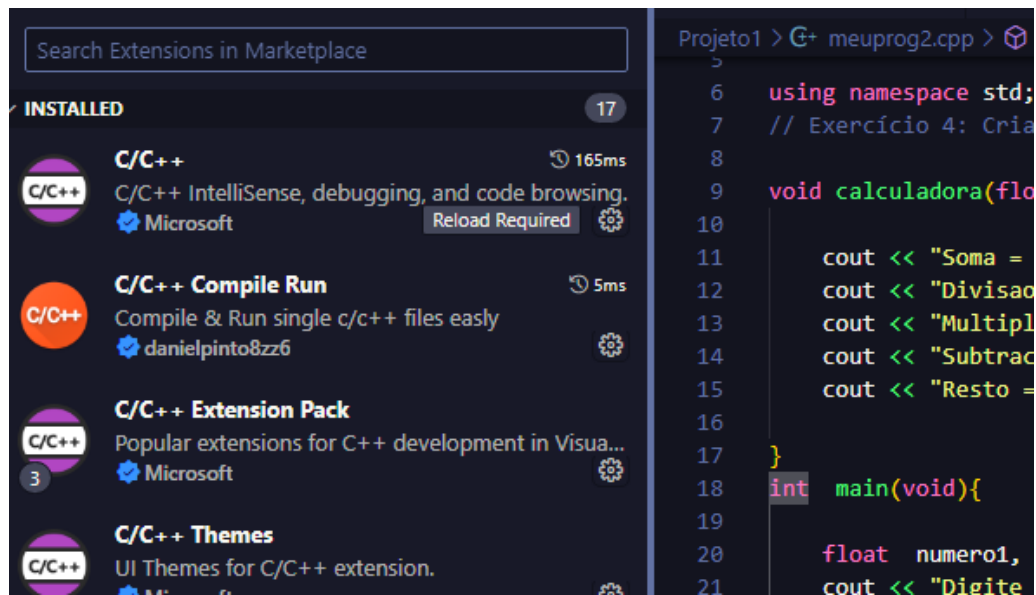 Search Extensions in Marketplace
INSTALLED
17
C/C++
C/C++
165ms
C/C++ IntelliSense, debugging, and code browsing.
Microsoft
Reload Required
C/C++
C/C++ Compile Run
5ms
Compile & Run single c/c++ files easly
danielpinto8zz6
C/C++
3
C/C++ Extension Pack
Popular extensions for C++ development in Visua...
Microsoft
C/C++
C/C++ Themes
UI Themes for C/C++ extension.
Projeto1 > C++ meuprog2.cpp >
5
6 using namespace std;
7 // Exercício 4: Cria
8
9 void calculadora(flo
10
11 cout << "Soma =
12 cout << "Divisao
13 cout << "Multipl
14 cout << "Subtrac
15 cout << "Resto =
16
17 }
18 int main(void){
19
20 float numero1,
21 cout << "Digite